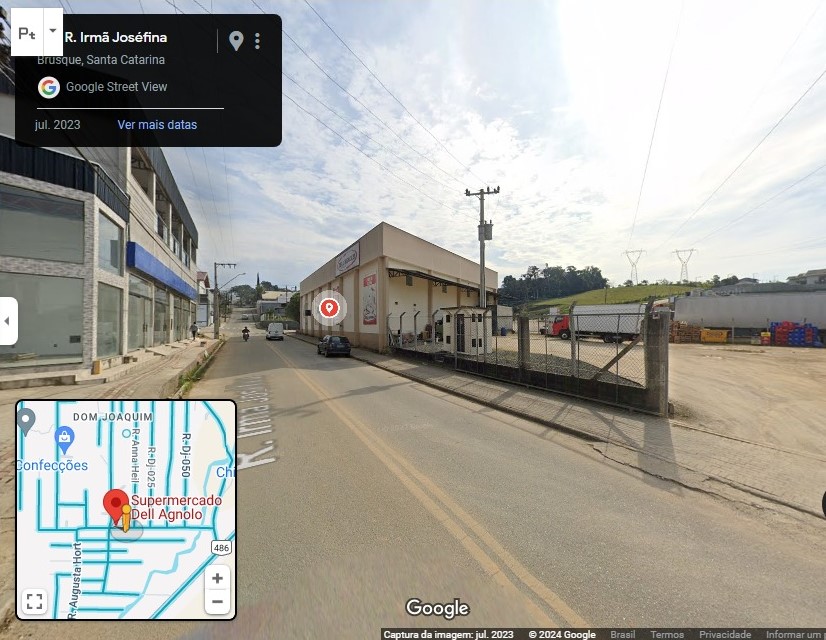 Pt
R. Irmã Joséfina
Brusque, Santa Catarina
Google Street View
jul. 2023
Ver mais datas
R. Irmã Jos
DOM JOAQUIM
Confecções
R. Anna Heil
R. Dj-025
R. Dj-050
Chi
Supermercado
Dell Agnolo
486
R. Augusta Hort
Google
Captura da imagem: jul. 2023
© 2024 Google
Brasil
Termos
Privacidade
Informar um